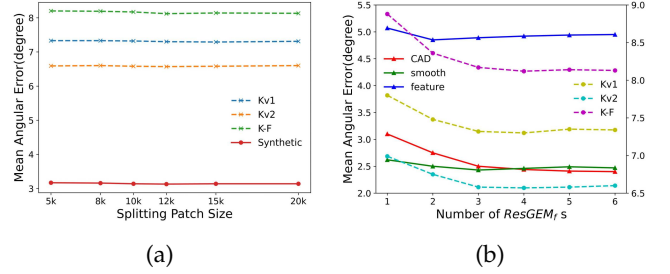 Mean Angular Error(degree)
8
7
6
5
4
3
Kv1
Kv2
K-F
Synthetic
5k 8k 10k 12k 15k 20k
Splitting Patch Size
(a)
Mean Angular Error(degree)
5.5
5.0
4.5
4.0
3.5
3.0
2.5
2.0
CAD
smooth
feature
Kv1
Kv2
K-F
9.0
8.5
8.0
7.5
7.0
6.5
1 2 3 4 5 6
Number of ResGEMf s
(b)